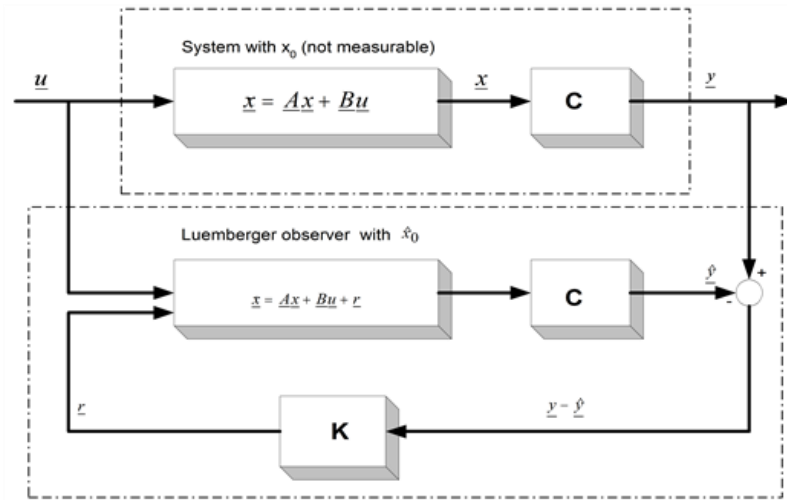 System with x₀ (not measurable)
u
x = Ax + Bu
x
C
y
Luemberger observer with x̂₀
x = Ax + Bu + r
C
ŷ
+
-
r
K
y - ŷ